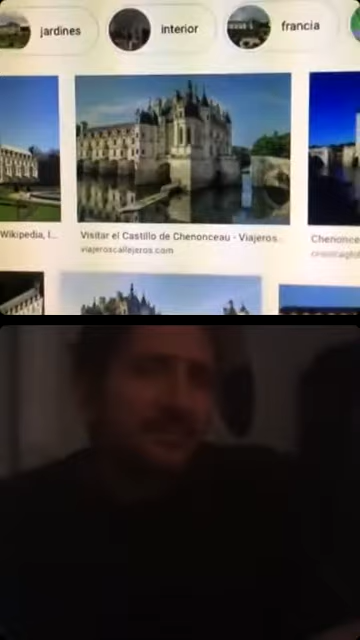 jardines
interior
francia
Wikipedia, l...
Visitar el Castillo de Chenonceau - Viajeros...
viajeroscallejeros.com
Chenonce